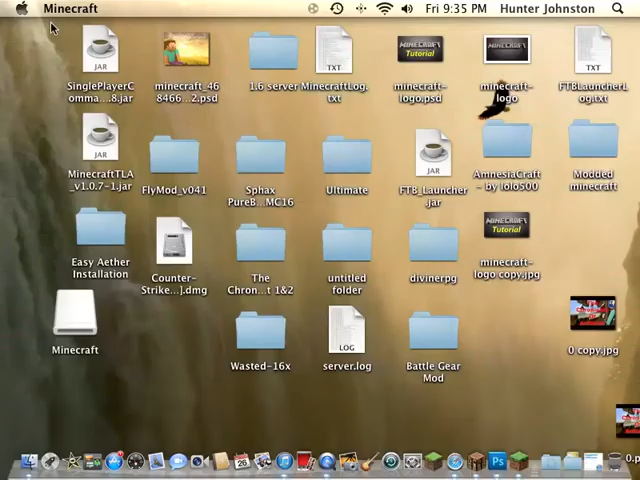 Minecraft
Fri 9:35 PM
Hunter Johnston
JAR
SinglePlayerC
omma...8.jar
minecraft_46
8466...2.psd
1.6 server
TXT
MinecraftLog.
txt
MINECRAFT
Tutorial
minecraft-
logo.psd
MINECRAFT
minecraft-
logo
TXT
FTBLauncherL
og.txt
JAR
MinecraftTLA
_v1.0.7-1.jar
FlyMod_v041
Sphax
PureB...MC16
Ultimate
JAR
FTB_Launcher
.jar
AmnesiaCraft
- by lolo500
Modded
minecraft
Easy Aether
Installation
Counter-
Strike...].dmg
The
Chron...t 1&2
untitled
folder
divinerpg
MINECRAFT
Tutorial
minecraft-
logo copy.jpg
Minecraft
Wasted-16x
LOG
server.log
Battle Gear
Mod
0 copy.jpg
26
Ps
0.p